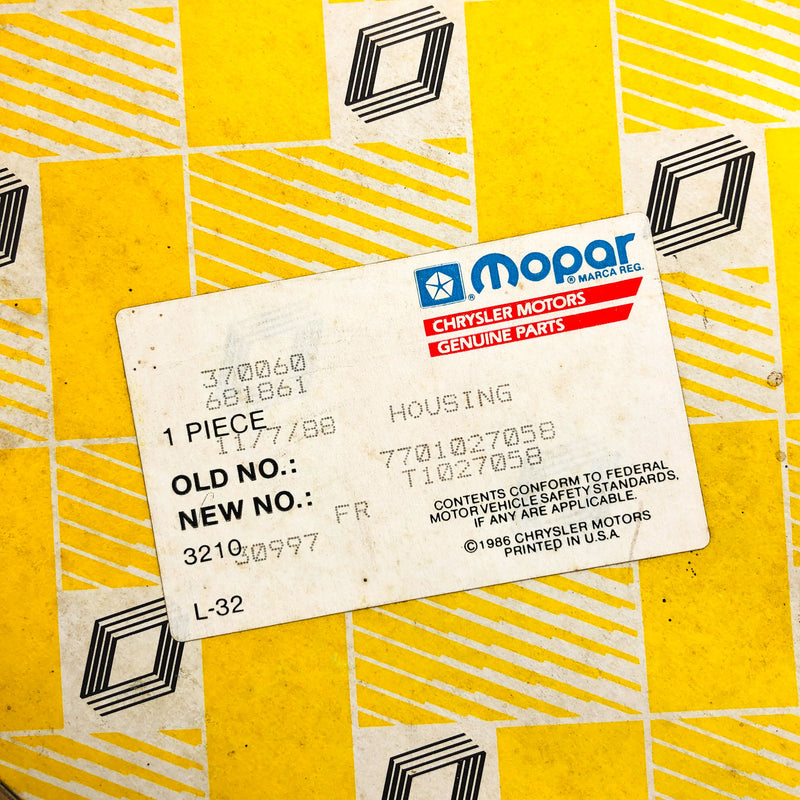 mopar
® ® MARCA REG.
CHRYSLER MOTORS
GENUINE PARTS
370060
681861
HOUSING
1 PIECE
11/7/88
OLD NO.: 7701027058
NEW NO.: T1027058
FR
3210
30997
CONTENTS CONFORM TO FEDERAL
MOTOR VEHICLE SAFETY STANDARDS,
IF ANY ARE APPLICABLE.
©1986 CHRYSLER MOTORS
PRINTED IN U.S.A.
L-32